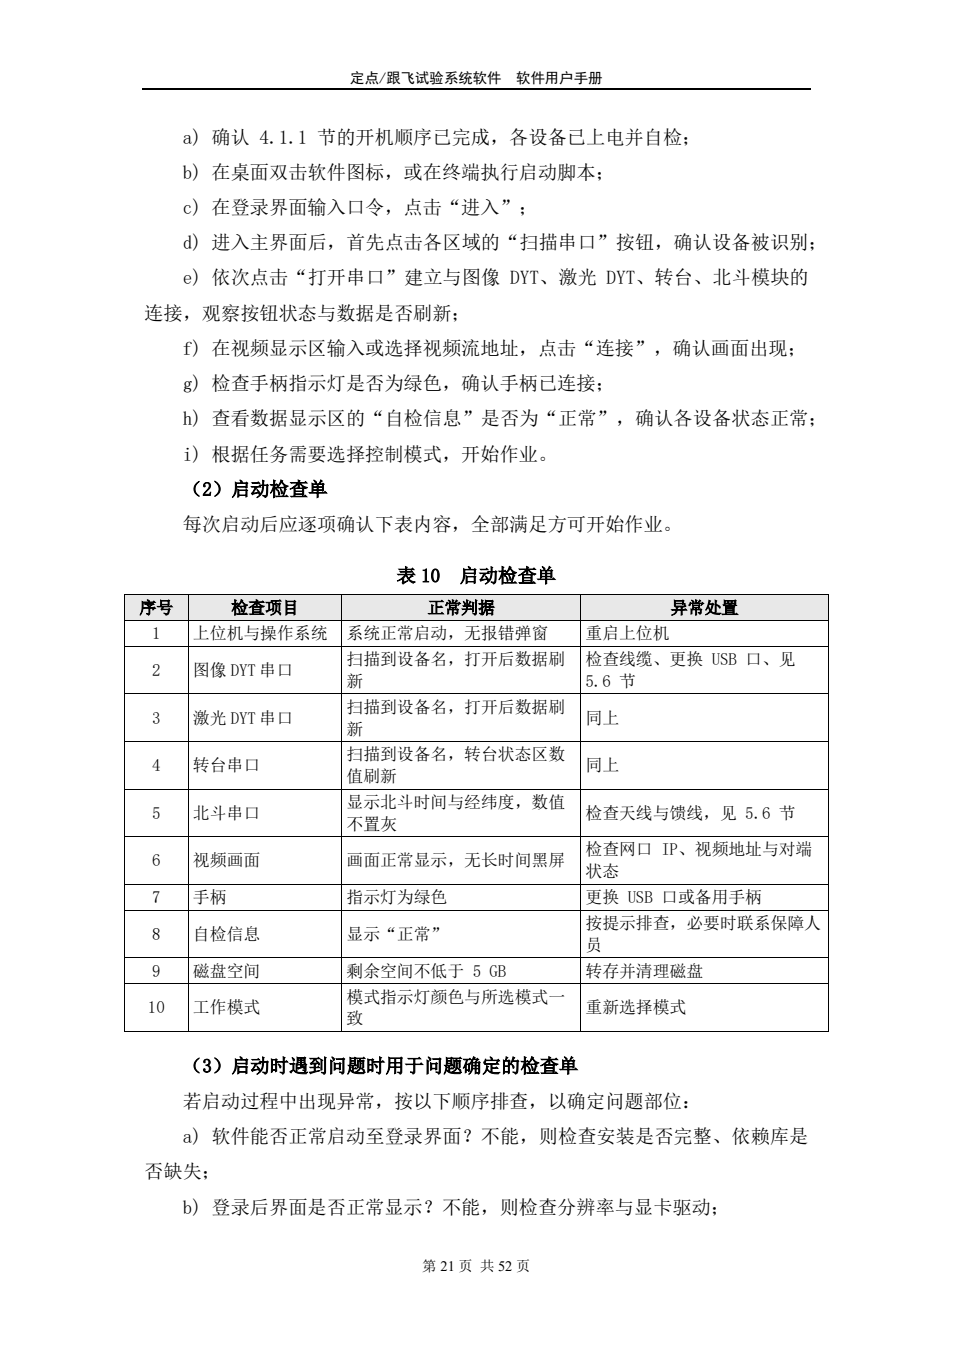 定点/跟飞试验系统软件 软件用户手册
a) 确认 4.1.1 节的开机顺序已完成，各设备已上电并自检；
b) 在桌面双击软件图标，或在终端执行启动脚本；
c) 在登录界面输入口令，点击“进入”；
d) 进入主界面后，首先点击各区域的“扫描串口”按钮，确认设备被识别；
e) 依次点击“打开串口”建立与图像 DYT、激光 DYT、转台、北斗模块的
连接，观察按钮状态与数据是否刷新；
f) 在视频显示区输入或选择视频流地址，点击“连接”，确认画面出现；
g) 检查手柄指示灯是否为绿色，确认手柄已连接；
h) 查看数据显示区的“自检信息”是否为“正常”，确认各设备状态正常；
i) 根据任务需要选择控制模式，开始作业。
（2）启动检查单
每次启动后应逐项确认下表内容，全部满足方可开始作业。
表 10 启动检查单
序号 检查项目 正常判据 异常处置
1 上位机与操作系统 系统正常启动，无报错弹窗 重启上位机
2 图像 DYT 串口 扫描到设备名，打开后数据刷新 检查线缆、更换 USB 口、见 5.6 节
3 激光 DYT 串口 扫描到设备名，打开后数据刷新 同上
4 转台串口 扫描到设备名，转台状态区数值刷新 同上
5 北斗串口 显示北斗时间与经纬度，数值不置灰 检查天线与馈线，见 5.6 节
6 视频画面 画面正常显示，无长时间黑屏 检查网口 IP、视频地址与对端状态
7 手柄 指示灯为绿色 更换 USB 口或备用手柄
8 自检信息 显示“正常” 按提示排查，必要时联系保障人员
9 磁盘空间 剩余空间不低于 5 GB 转存并清理磁盘
10 工作模式 模式指示灯颜色与所选模式一致 重新选择模式
（3）启动时遇到问题时用于问题确定的检查单
若启动过程中出现异常，按以下顺序排查，以确定问题部位：
a) 软件能否正常启动至登录界面？不能，则检查安装是否完整、依赖库是
否缺失；
b) 登录后界面是否正常显示？不能，则检查分辨率与显卡驱动；
第 21 页 共 52 页